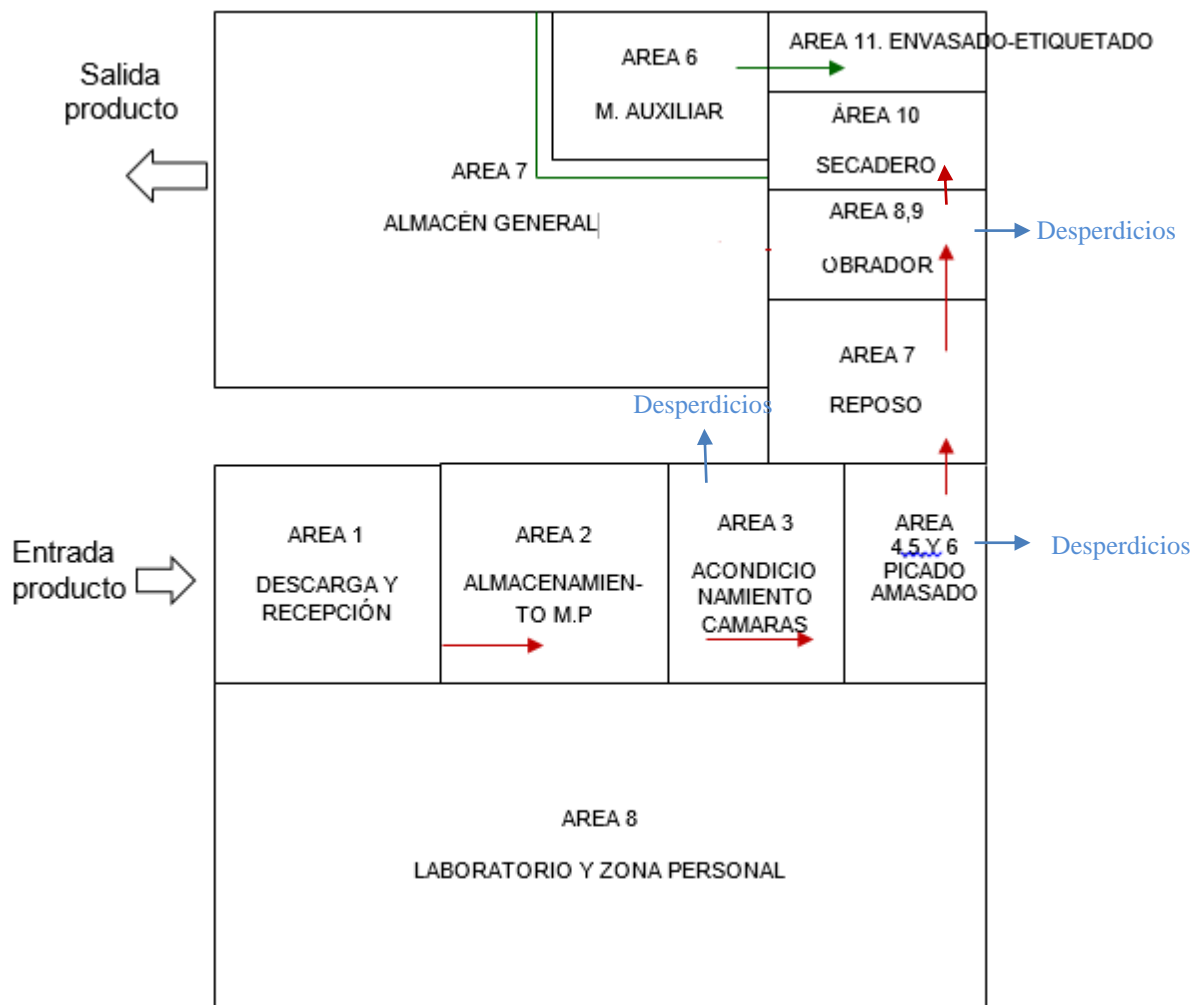 Salida
producto
AREA 6
M. AUXILIAR
AREA 11. ENVASADO-ETIQUETADO
ÁREA 10
SECADERO
AREA 7
ALMACÉN GENERAL
AREA 8,9
OBRADOR
Desperdicios
AREA 7
REPOSO
Desperdicios
Entrada
producto
AREA 1
DESCARGA Y
RECEPCIÓN
AREA 2
ALMACENAMIEN-
TO M.P
AREA 3
ACONDICIO
NAMIENTO
CAMARAS
AREA
4,5 Y 6
PICADO
AMASADO
Desperdicios
AREA 8
LABORATORIO Y ZONA PERSONAL